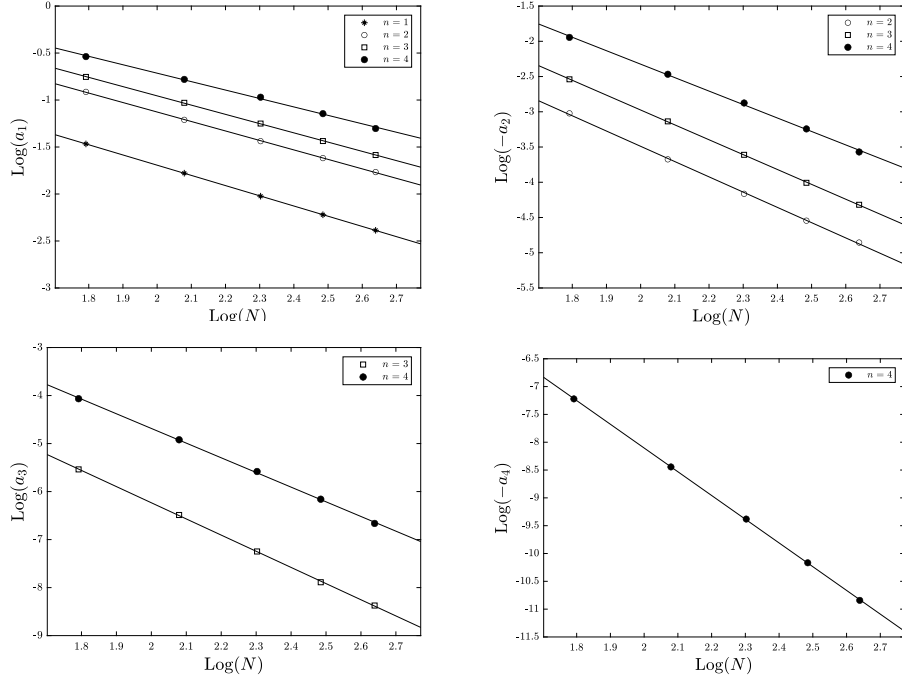 0
-0.5
-1
-1.5
-2
-2.5
-3
1.8 1.9 2 2.1 2.2 2.3 2.4 2.5 2.6 2.7
Log(N)
Log(a₁)
n = 1
n = 2
n = 3
n = 4
-1.5
-2
-2.5
-3
-3.5
-4
-4.5
-5
-5.5
1.8 1.9 2 2.1 2.2 2.3 2.4 2.5 2.6 2.7
Log(N)
Log(−a₂)
n = 2
n = 3
n = 4
-3
-4
-5
-6
-7
-8
-9
1.8 1.9 2 2.1 2.2 2.3 2.4 2.5 2.6 2.7
Log(N)
Log(a₃)
n = 3
n = 4
-6.5
-7
-7.5
-8
-8.5
-9
-9.5
-10
-10.5
-11
-11.5
1.8 1.9 2 2.1 2.2 2.3 2.4 2.5 2.6 2.7
Log(N)
Log(−a₄)
n = 4